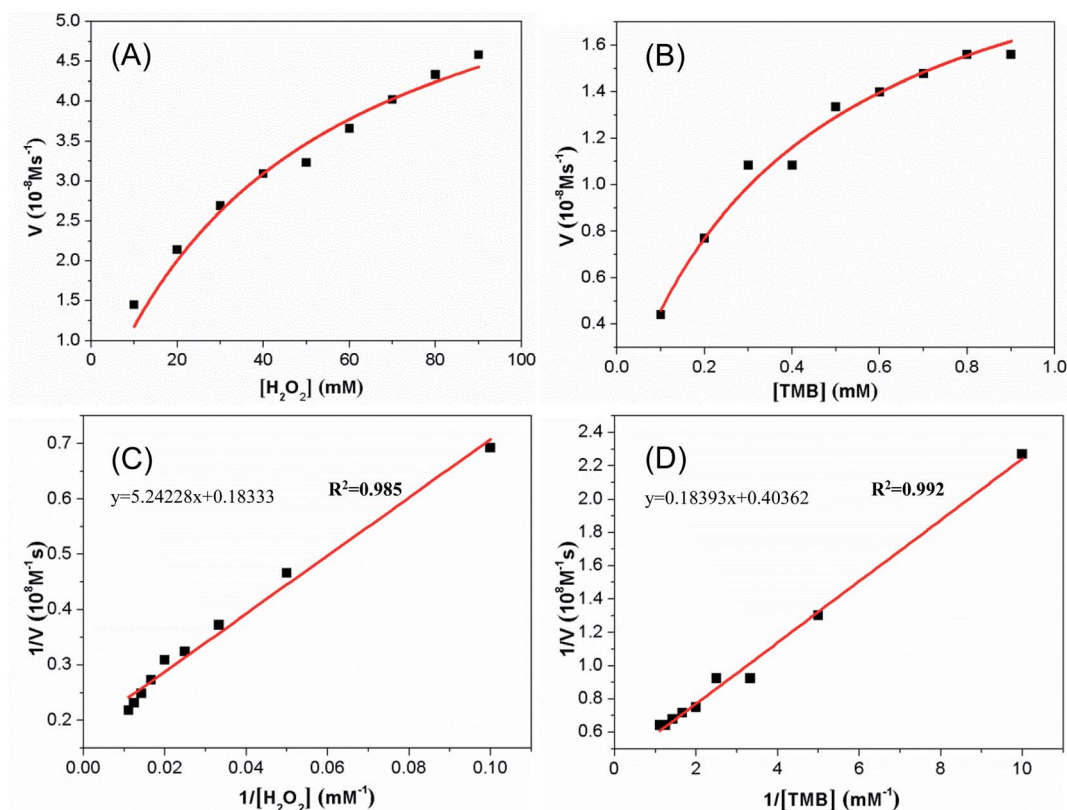 (A)
5.0
4.5
4.0
3.5
3.0
2.5
2.0
1.5
1.0
V (10⁻⁸Ms⁻¹)
0 20 40 60 80 100
[H₂O₂] (mM)
(B)
1.6
1.4
1.2
1.0
0.8
0.6
0.4
V (10⁻⁸Ms⁻¹)
0.0 0.2 0.4 0.6 0.8 1.0
[TMB] (mM)
(C)
y=5.24228x+0.18333
R²=0.985
0.7
0.6
0.5
0.4
0.3
0.2
1/V (10⁸M⁻¹s)
0.00 0.02 0.04 0.06 0.08 0.10
1/[H₂O₂] (mM⁻¹)
(D)
y=0.18393x+0.40362
R²=0.992
2.4
2.2
2.0
1.8
1.6
1.4
1.2
1.0
0.8
0.6
1/V (10⁸M⁻¹s)
0 2 4 6 8 10
1/[TMB] (mM⁻¹)